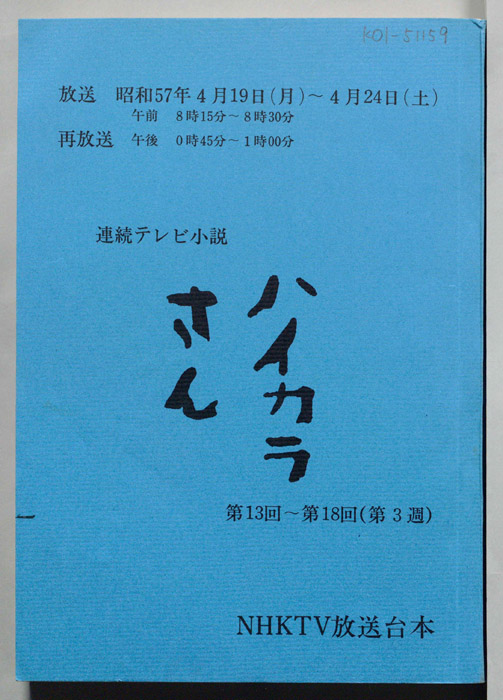 K01-51159
放送　昭和57年4月19日(月)～4月24日(土)
午前　8時15分～8時30分
再放送　午後　0時45分～1時00分
連続テレビ小説
ハイカラ
さん
第13回～第18回(第3週)
NHKTV放送台本